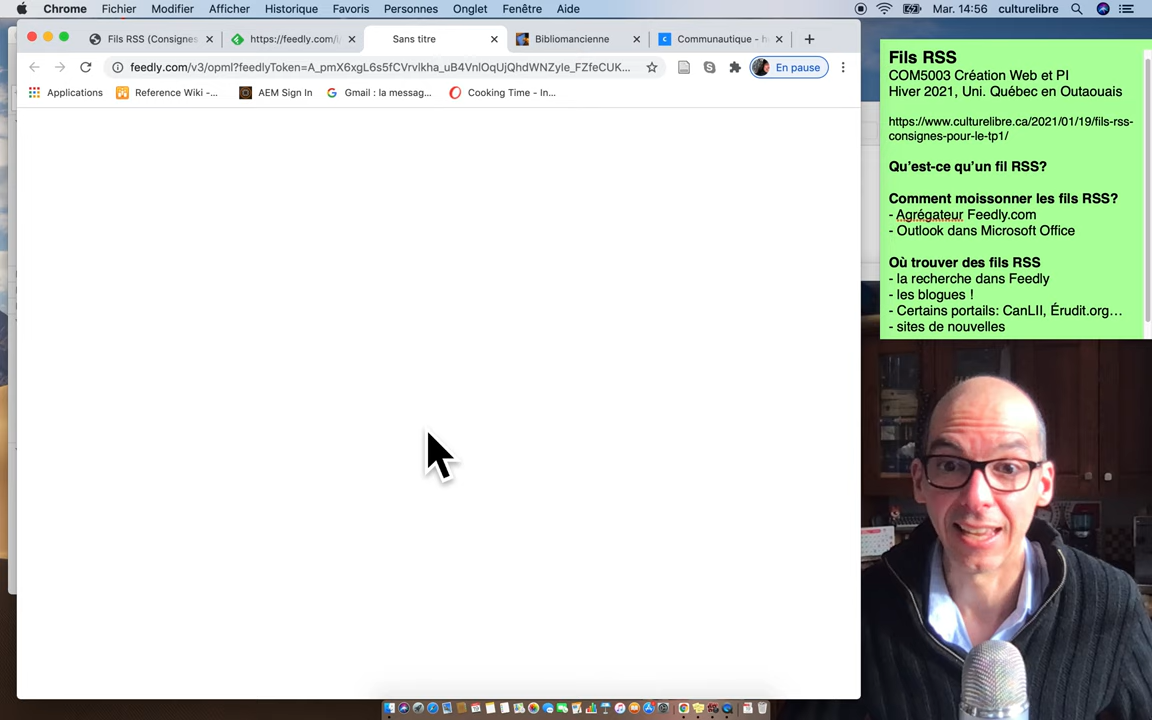 Chrome Fichier Modifier Afficher Historique Favoris Personnes Onglet Fenêtre Aide Mar. 14:56 culturelibre
Fils RSS (Consignes https://feedly.com/i/ Sans titre Bibliomancienne Communautique - h
feedly.com/v3/opml?feedlyToken=A_pmX6xgL6s5fCVrvlkha_uB4VnlOqUjQhdWNZyle_FZfeCUK... En pause
Applications Reference Wiki -... AEM Sign In Gmail : la messag... Cooking Time - In...
Fils RSS
COM5003 Création Web et PI
Hiver 2021, Uni. Québec en Outaouais
https://www.culturelibre.ca/2021/01/19/fils-rss-
consignes-pour-le-tp1/
Qu’est-ce qu’un fil RSS?
Comment moissonner les fils RSS?
- Agrégateur Feedly.com
- Outlook dans Microsoft Office
Où trouver des fils RSS
- la recherche dans Feedly
- les blogues !
- Certains portails: CanLII, Érudit.org…
- sites de nouvelles